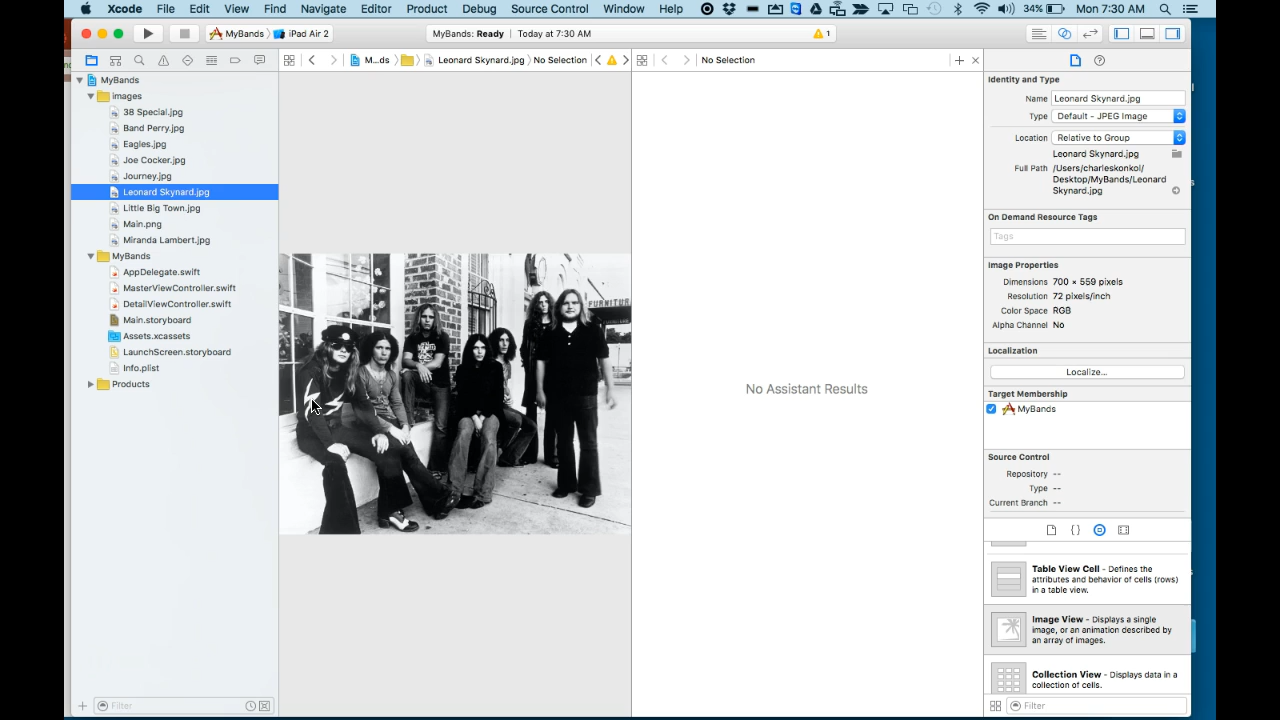 Xcode File Edit View Find Navigate Editor Product Debug Source Control Window Help 34% Mon 7:30 AM
MyBands iPad Air 2 MyBands: Ready Today at 7:30 AM 1
M...ds Leonard Skynard.jpg No Selection No Selection
MyBands
images
38 Special.jpg
Band Perry.jpg
Eagles.jpg
Joe Cocker.jpg
Journey.jpg
Leonard Skynard.jpg
Little Big Town.jpg
Main.png
Miranda Lambert.jpg
MyBands
AppDelegate.swift
MasterViewController.swift
DetailViewController.swift
Main.storyboard
Assets.xcassets
LaunchScreen.storyboard
Info.plist
Products
Filter
FURNITUR
No Assistant Results
Identity and Type
Name Leonard Skynard.jpg
Type Default - JPEG Image
Location Relative to Group
Leonard Skynard.jpg
Full Path /Users/charleskonkol/
Desktop/MyBands/Leonard
Skynard.jpg
On Demand Resource Tags
Tags
Image Properties
Dimensions 700 × 559 pixels
Resolution 72 pixels/inch
Color Space RGB
Alpha Channel No
Localization
Localize...
Target Membership
MyBands
Source Control
Repository --
Type --
Current Branch --
{ }
Table View Cell - Defines the
attributes and behavior of cells (rows)
in a table view.
Image View - Displays a single
image, or an animation described by
an array of images.
Collection View - Displays data in a
collection of cells.
Filter